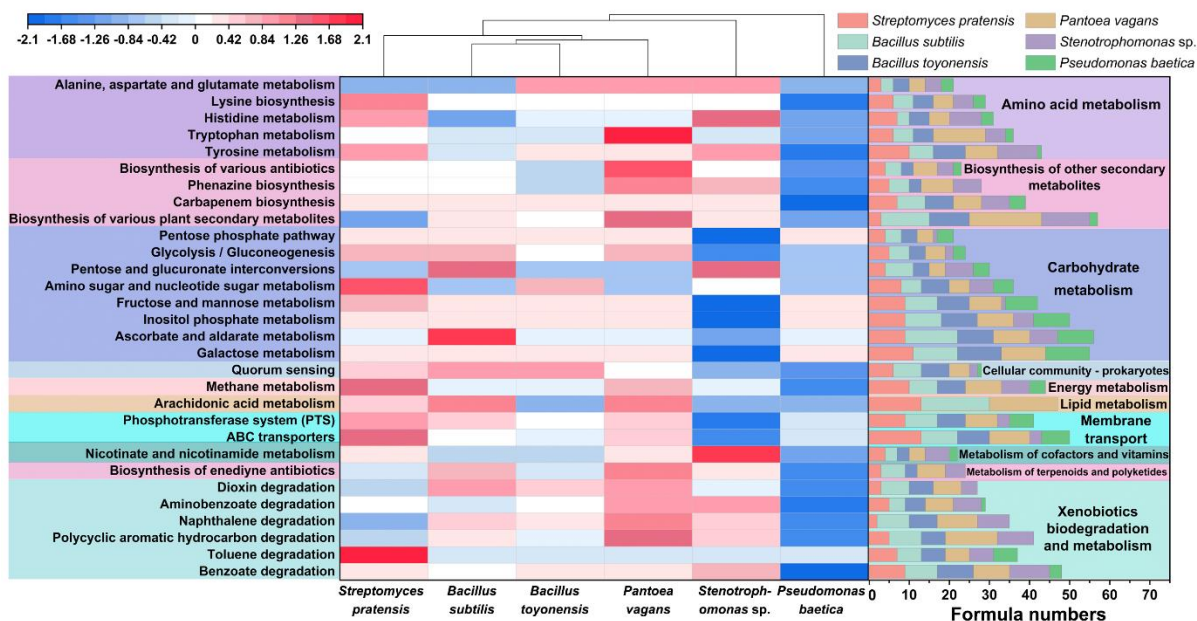 -2.1 -1.68 -1.26 -0.84 -0.42 0 0.42 0.84 1.26 1.68 2.1
Streptomyces pratensis
Bacillus subtilis
Bacillus toyonensis
Pantoea vagans
Stenotrophomonas sp.
Pseudomonas baetica
Alanine, aspartate and glutamate metabolism
Lysine biosynthesis
Histidine metabolism
Tryptophan metabolism
Tyrosine metabolism
Biosynthesis of various antibiotics
Phenazine biosynthesis
Carbapenem biosynthesis
Biosynthesis of various plant secondary metabolites
Pentose phosphate pathway
Glycolysis / Gluconeogenesis
Pentose and glucuronate interconversions
Amino sugar and nucleotide sugar metabolism
Fructose and mannose metabolism
Inositol phosphate metabolism
Ascorbate and aldarate metabolism
Galactose metabolism
Quorum sensing
Methane metabolism
Arachidonic acid metabolism
Phosphotransferase system (PTS)
ABC transporters
Nicotinate and nicotinamide metabolism
Biosynthesis of enediyne antibiotics
Dioxin degradation
Aminobenzoate degradation
Naphthalene degradation
Polycyclic aromatic hydrocarbon degradation
Toluene degradation
Benzoate degradation
Amino acid metabolism
Biosynthesis of other secondary
metabolites
Carbohydrate
metabolism
Cellular community - prokaryotes
Energy metabolism
Lipid metabolism
Membrane
transport
Metabolism of cofactors and vitamins
Metabolism of terpenoids and polyketides
Xenobiotics
biodegradation
and metabolism
Streptomyces
pratensis
Bacillus
subtilis
Bacillus
toyonensis
Pantoea
vagans
Stenotroph-
omonas sp.
Pseudomonas
baetica
0 10 20 30 40 50 60 70
Formula numbers